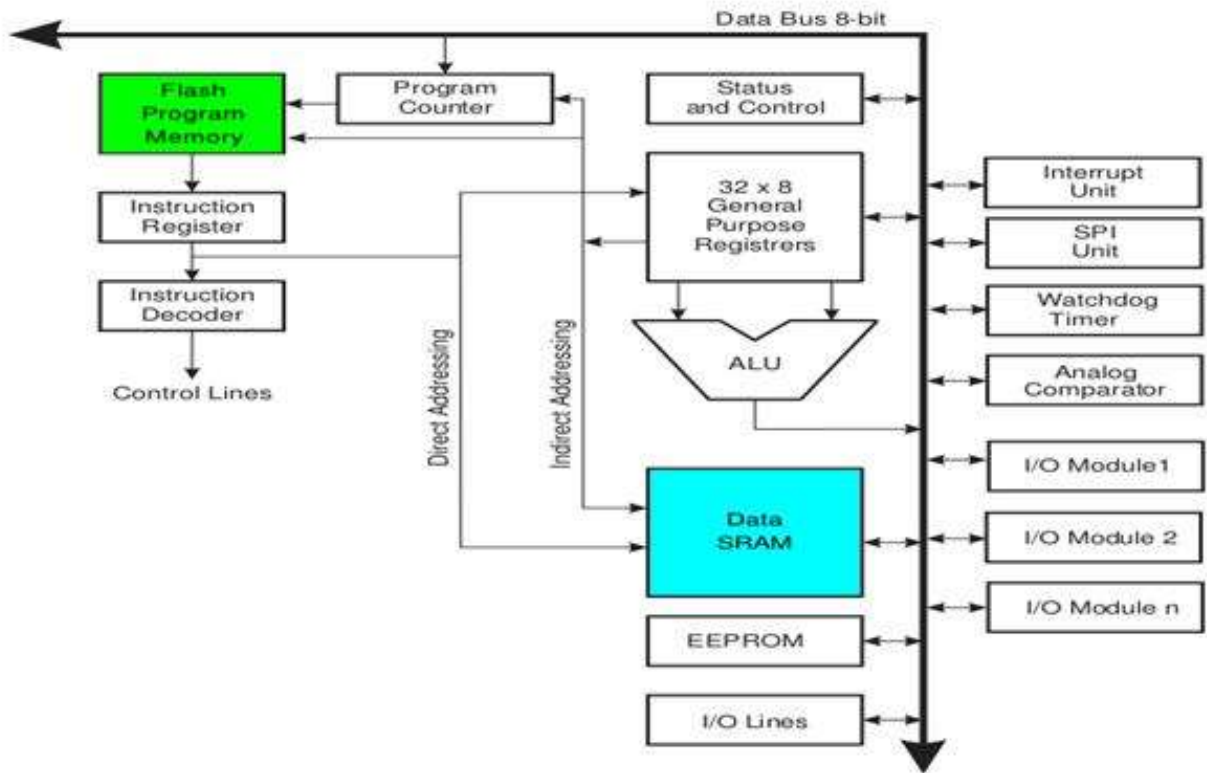 Data Bus 8-bit
Flash
Program
Memory
Program
Counter
Status
and Control
32 x 8
General
Purpose
Registrers
Interrupt
Unit
SPI
Unit
Instruction
Register
Instruction
Decoder
Watchdog
Timer
ALU
Analog
Comparator
Control Lines
Direct Addressing
Indirect Addressing
I/O Module1
Data
SRAM
I/O Module 2
I/O Module n
EEPROM
I/O Lines